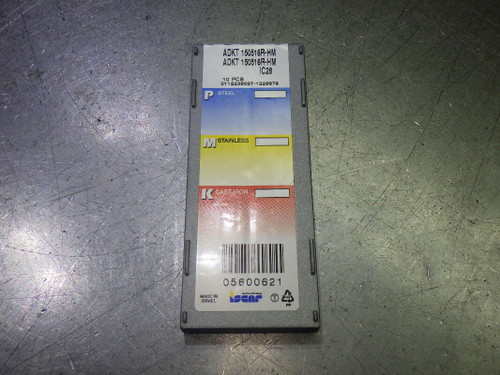 ADKT 150516R-HM
ADKT 150516R-HM
IC28
10 PCS
P STEEL
M STAINLESS
K CAST-IRON
05600621
MADE IN
ISRAEL
iscar